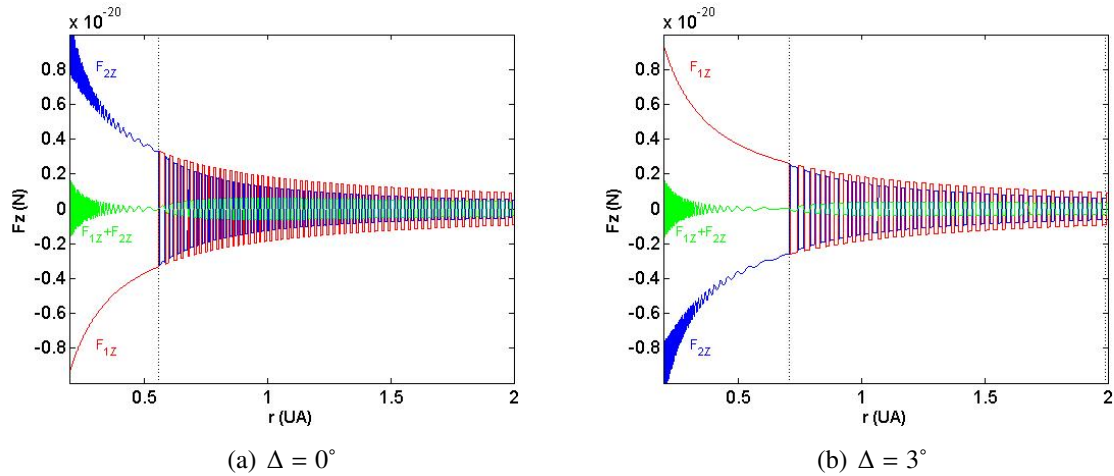 x 10⁻²⁰
0.8
0.6
0.4
0.2
0
-0.2
-0.4
-0.6
-0.8
Fz (N)
F2Z
F1Z+F2Z
F1Z
0.5 1 1.5 2
r (UA)
(a) Δ = 0°
x 10⁻²⁰
0.8
0.6
0.4
0.2
0
-0.2
-0.4
-0.6
-0.8
Fz (N)
F1Z
F1Z+F2Z
F2Z
0.5 1 1.5 2
r (UA)
(b) Δ = 3°